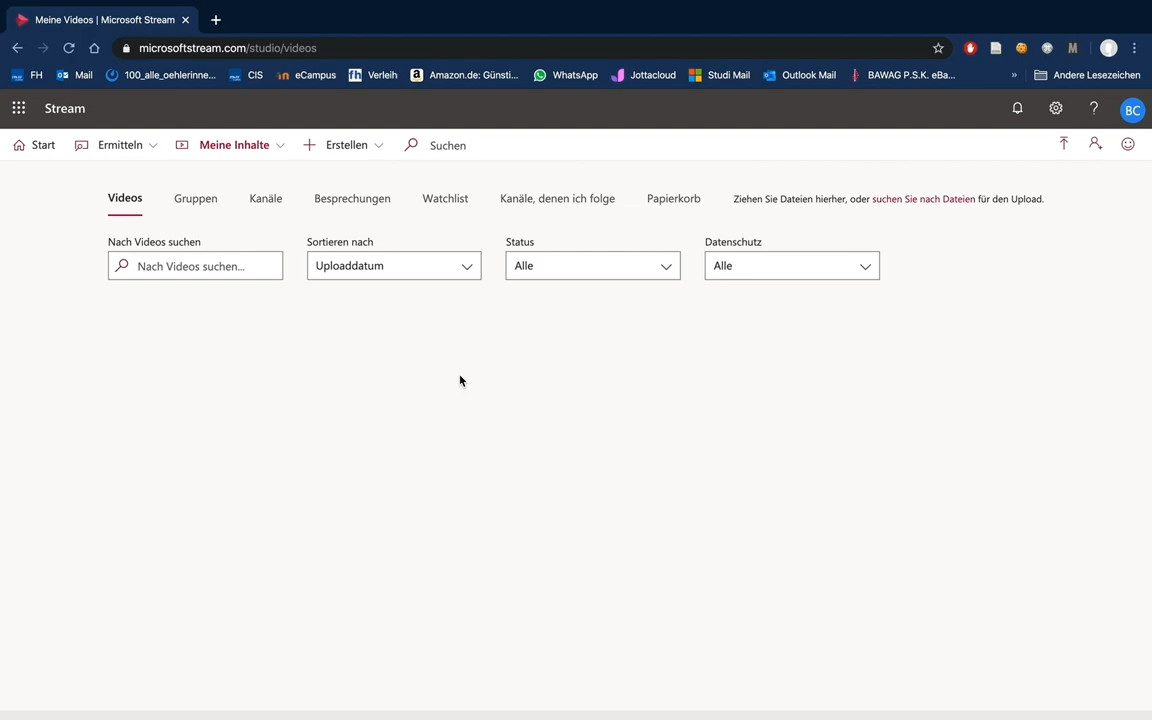 Meine Videos | Microsoft Stream
microsoftstream.com/studio/videos
FH Mail 100_alle_oehlerinne... CIS eCampus Verleih Amazon.de: Günsti... WhatsApp Jottacloud Studi Mail Outlook Mail BAWAG P.S.K. eBa... » Andere Lesezeichen
Stream
BC
Start Ermitteln Meine Inhalte Erstellen Suchen
Videos Gruppen Kanäle Besprechungen Watchlist Kanäle, denen ich folge Papierkorb Ziehen Sie Dateien hierher, oder suchen Sie nach Dateien für den Upload.
Nach Videos suchen Sortieren nach Status Datenschutz
Nach Videos suchen... Uploaddatum Alle Alle